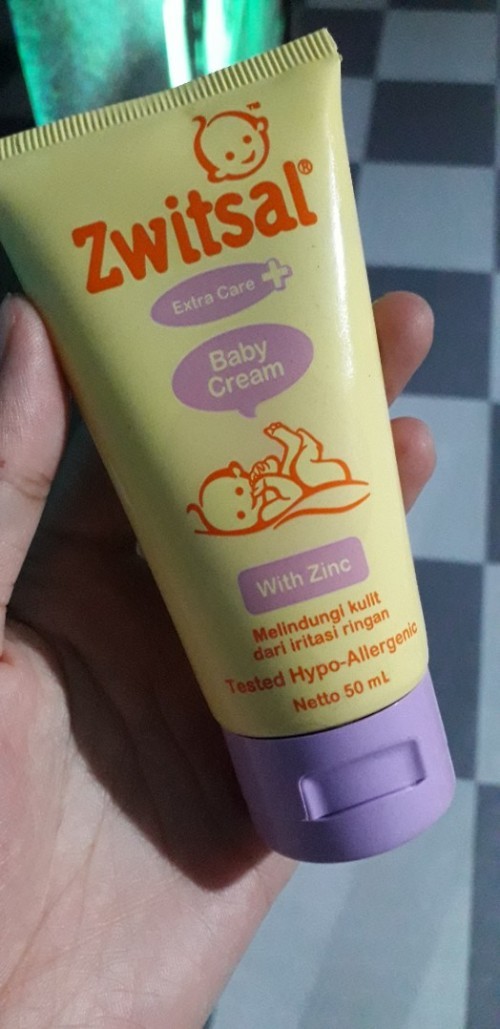 Zwitsal®
Extra Care +
Baby
Cream
With Zinc
Melindungi kulit
dari iritasi ringan
Tested Hypo-Allergenic
Netto 50 mL